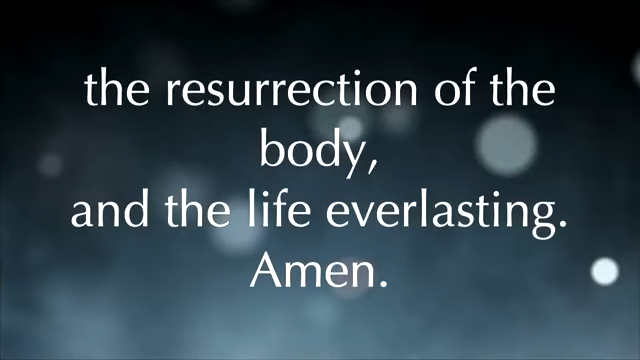 the resurrection of the
body,
and the life everlasting.
Amen.